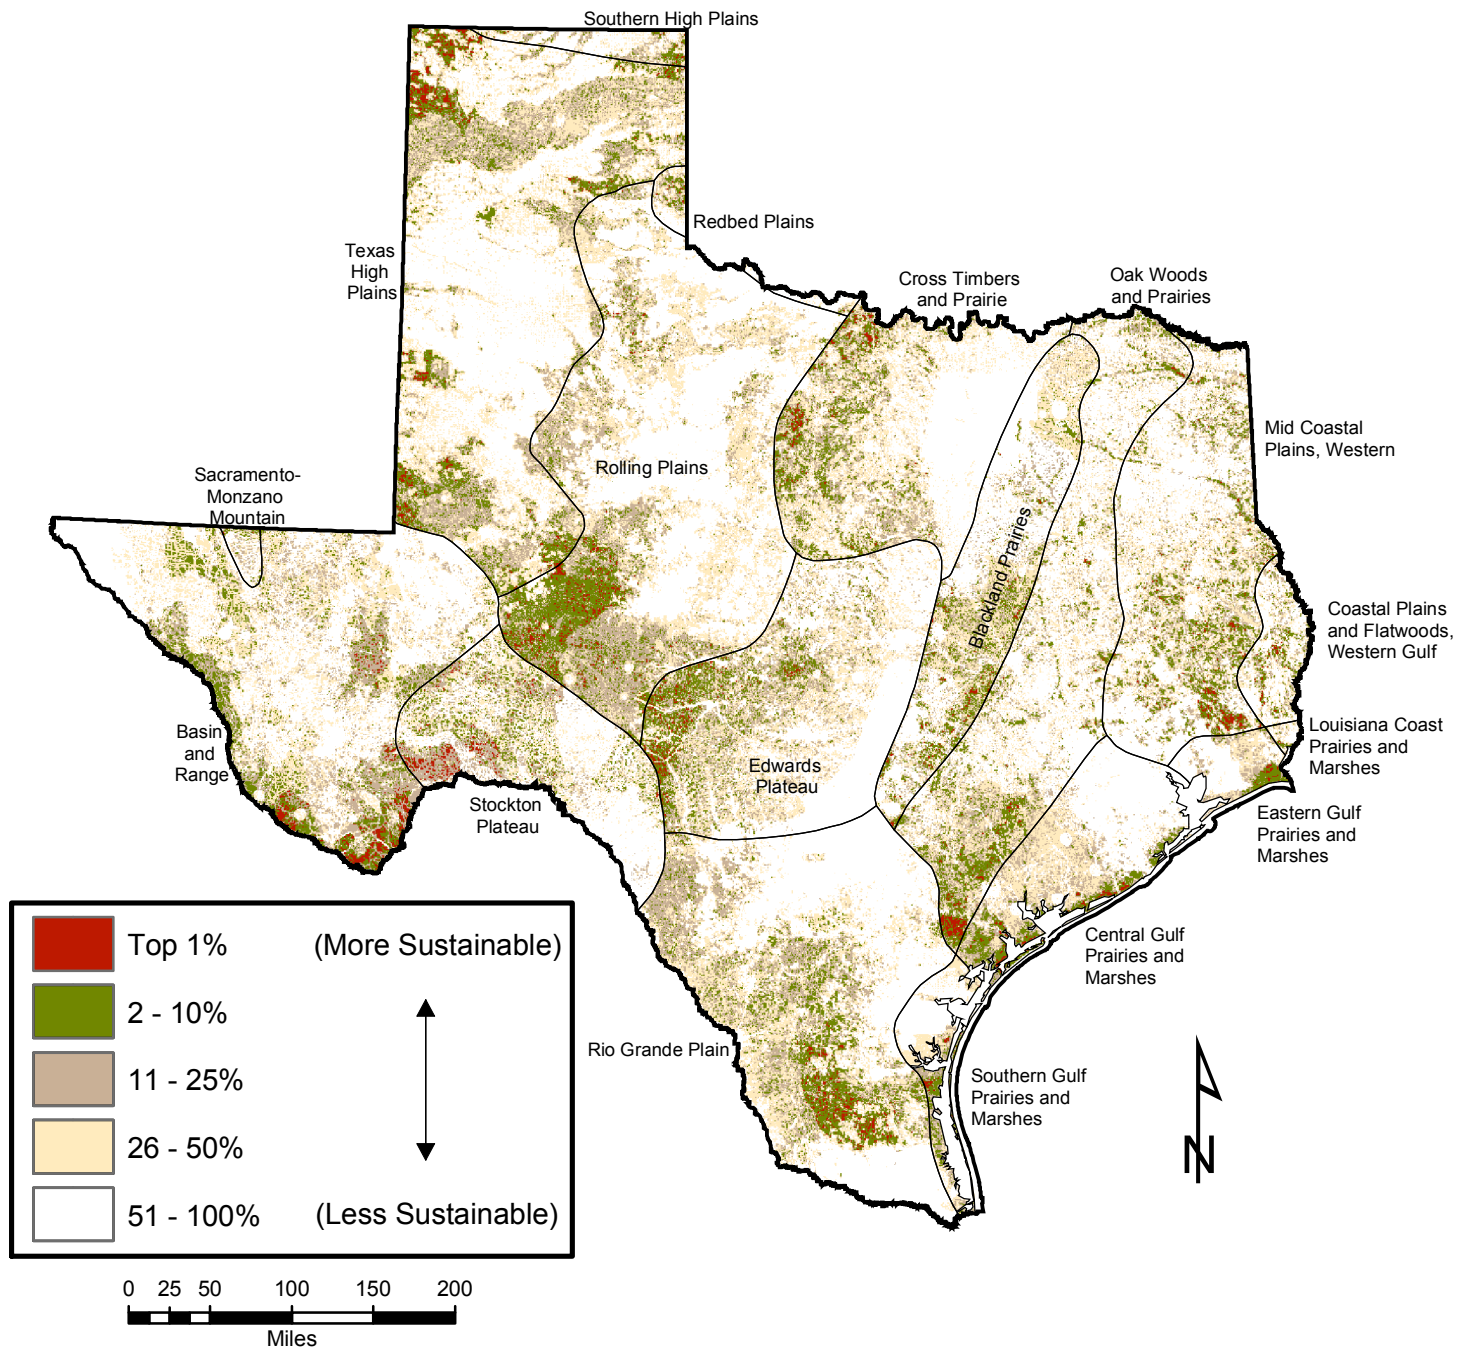 Southern High Plains
Redbed Plains
Texas
High
Plains
Cross Timbers
and Prairie
Oak Woods
and Prairies
Mid Coastal
Plains, Western
Rolling Plains
Sacramento-
Monzano
Mountain
Blackland Prairies
Coastal Plains
and Flatwoods,
Western Gulf
Basin
and
Range
Louisiana Coast
Prairies and
Marshes
Edwards
Plateau
Stockton
Plateau
Eastern Gulf
Prairies and
Marshes
Central Gulf
Prairies and
Marshes
Rio Grande Plain
Southern Gulf
Prairies and
Marshes
Top 1% (More Sustainable)
2 - 10%
11 - 25%
26 - 50%
51 - 100% (Less Sustainable)
N
0 25 50 100 150 200
Miles